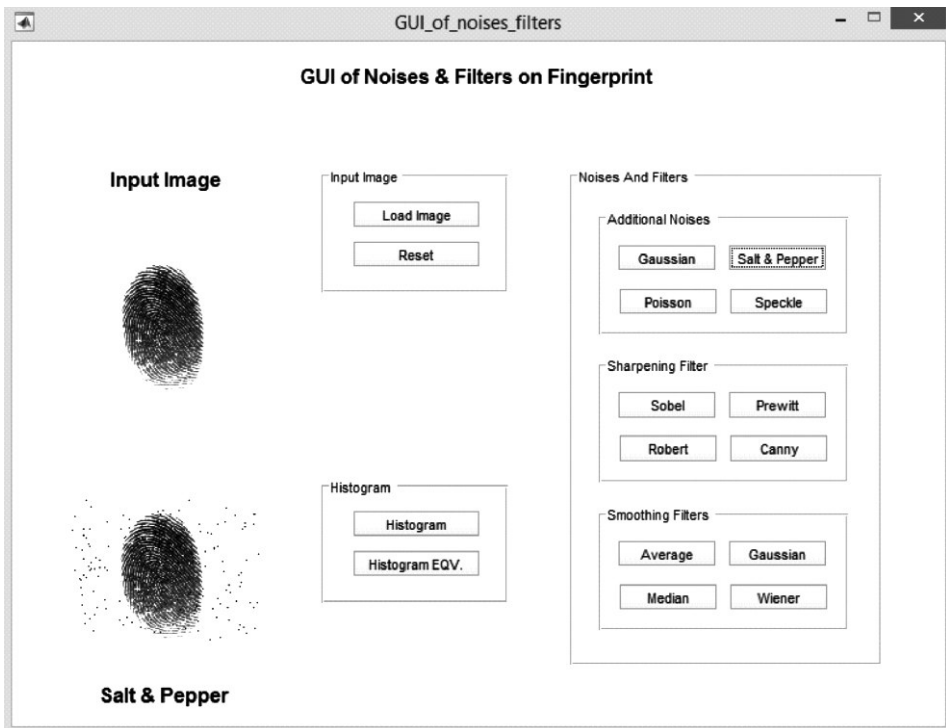 GUI_of_noises_filters
GUI of Noises & Filters on Fingerprint
Input Image
Input Image
Load Image
Reset
Noises And Filters
Additional Noises
Gaussian
Salt & Pepper
Poisson
Speckle
Sharpening Filter
Sobel
Prewitt
Robert
Canny
Histogram
Histogram
Histogram EQV.
Smoothing Filters
Average
Gaussian
Median
Wiener
Salt & Pepper